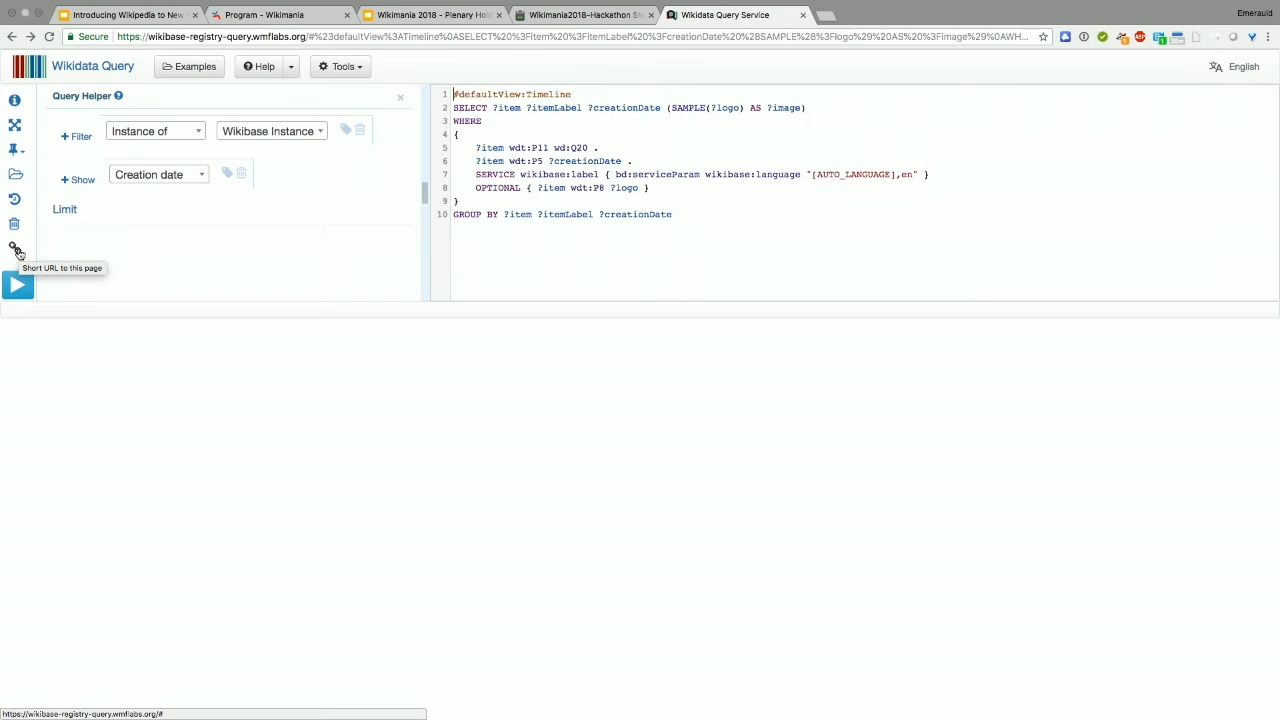 Introducing Wikipedia to New
Program - Wikimania
Wikimania 2018 - Plenary Ho
Wikimania2018-Hackathon Sh
Wikidata Query Service
Emerauld
Secure
https://wikibase-registry-query.wmflabs.org/#%23defaultView%3ATimeline%0ASELECT%20%3Fitem%20%3FitemLabel%20%3FcreationDate%20%28SAMPLE%28%3Flogo%29%20AS%20%3Fimage%29%0AWH...
Wikidata Query
Examples
Help
Tools
English
Query Helper
Filter
Instance of
Wikibase Instance
Show
Creation date
Limit
Short URL to this page
1 #defaultView:Timeline
2 SELECT ?item ?itemLabel ?creationDate (SAMPLE(?logo) AS ?image)
3 WHERE
4 {
5 ?item wdt:P11 wd:Q20 .
6 ?item wdt:P5 ?creationDate .
7 SERVICE wikibase:label { bd:serviceParam wikibase:language "[AUTO_LANGUAGE],en" }
8 OPTIONAL { ?item wdt:P8 ?logo }
9 }
10 GROUP BY ?item ?itemLabel ?creationDate
https://wikibase-registry-query.wmflabs.org/#